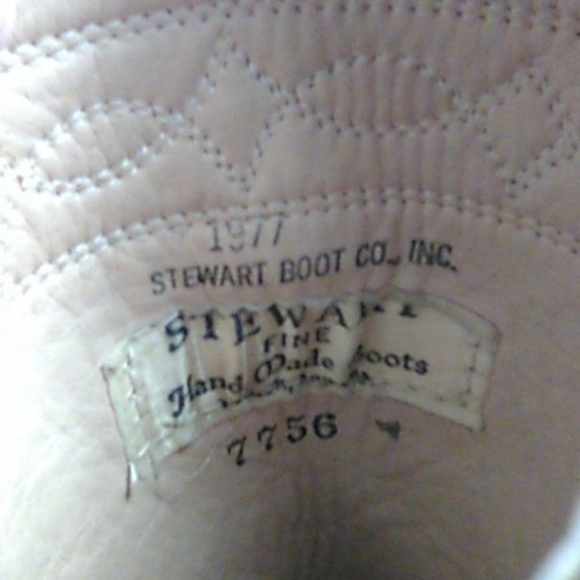 1977
STEWART BOOT CO., INC.
STEWART
FINE
Hand Made Boots
7756